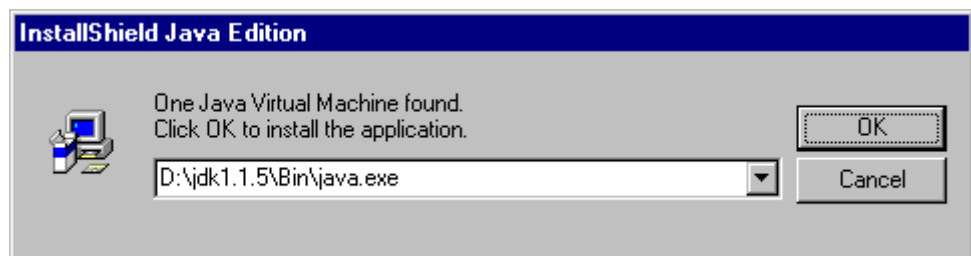 InstallShield Java Edition
One Java Virtual Machine found.
Click OK to install the application.
OK
D:\jdk1.1.5\Bin\java.exe
Cancel